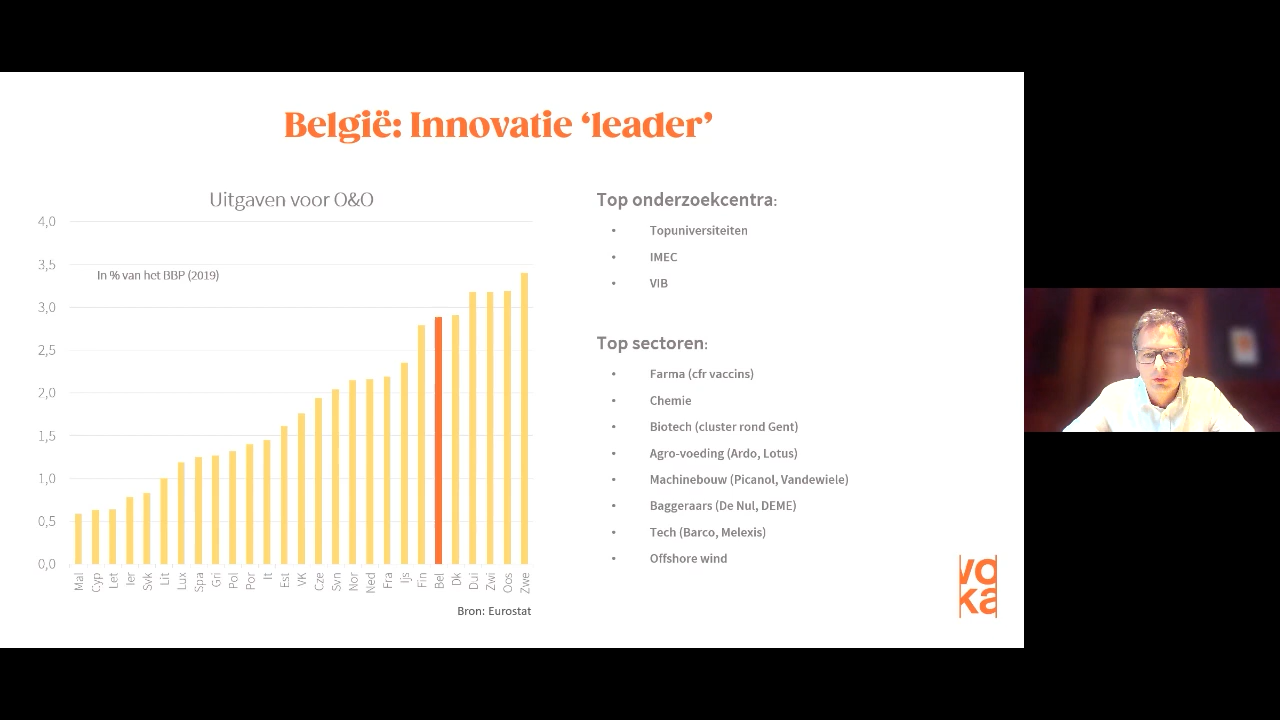 België: Innovatie ‘leader’
Uitgaven voor O&O
4,0
3,5
In % van het BBP (2019)
3,0
2,5
2,0
1,5
1,0
0,5
0,0
Mal Cyp Let Ier Svk Lit Lux Spa Gri Pol Por It Est VK Cze Svn Nor Ned Fra Ijs Fin Bel Dk Dui Zwi Oos Zwe
Bron: Eurostat
Top onderzoekcentra:
• Topuniversiteiten
• IMEC
• VIB
Top sectoren:
• Farma (cfr vaccins)
• Chemie
• Biotech (cluster rond Gent)
• Agro-voeding (Ardo, Lotus)
• Machinebouw (Picanol, Vandewiele)
• Baggeraars (De Nul, DEME)
• Tech (Barco, Melexis)
• Offshore wind
vo
ka